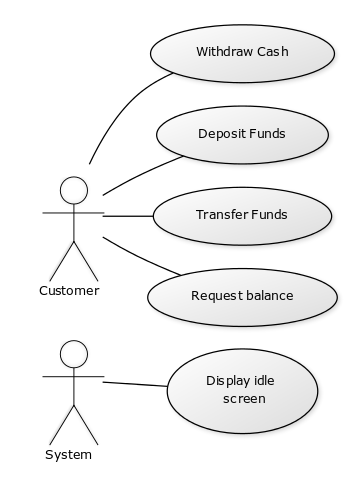 Withdraw Cash
Deposit Funds
Transfer Funds
Customer
Request balance
Display idle
screen
System